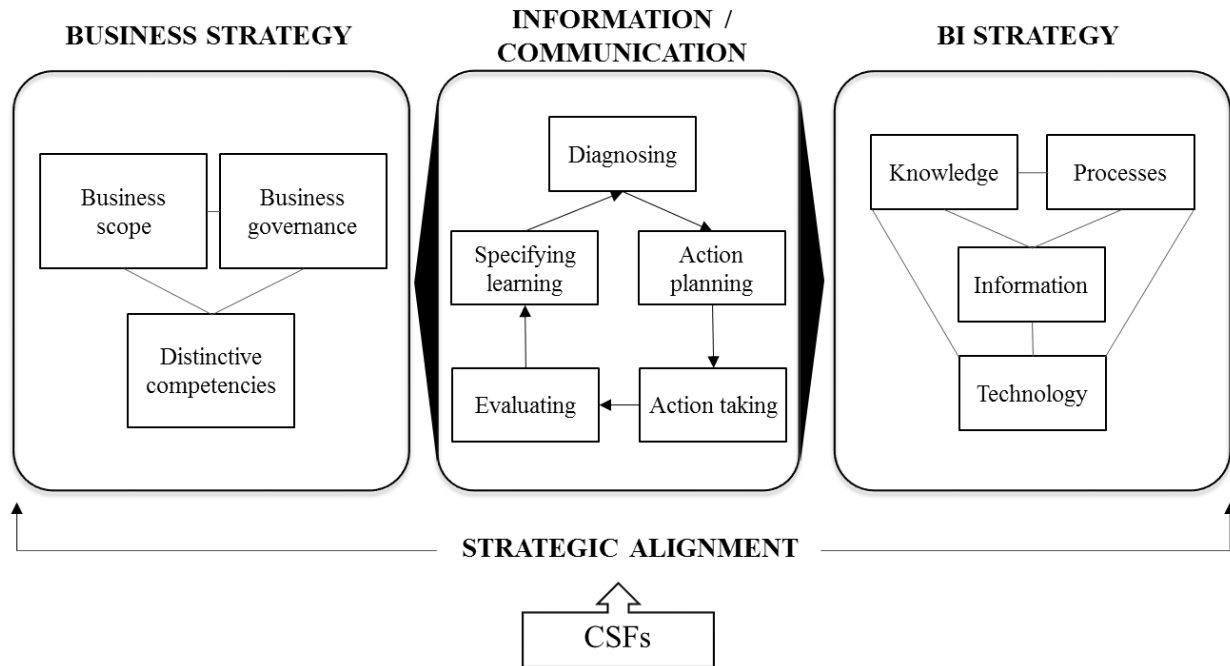 BUSINESS STRATEGY
INFORMATION /
COMMUNICATION
BI STRATEGY
Business
scope
Business
governance
Distinctive
competencies
Diagnosing
Specifying
learning
Action
planning
Evaluating
Action taking
Knowledge
Processes
Information
Technology
STRATEGIC ALIGNMENT
CSFs